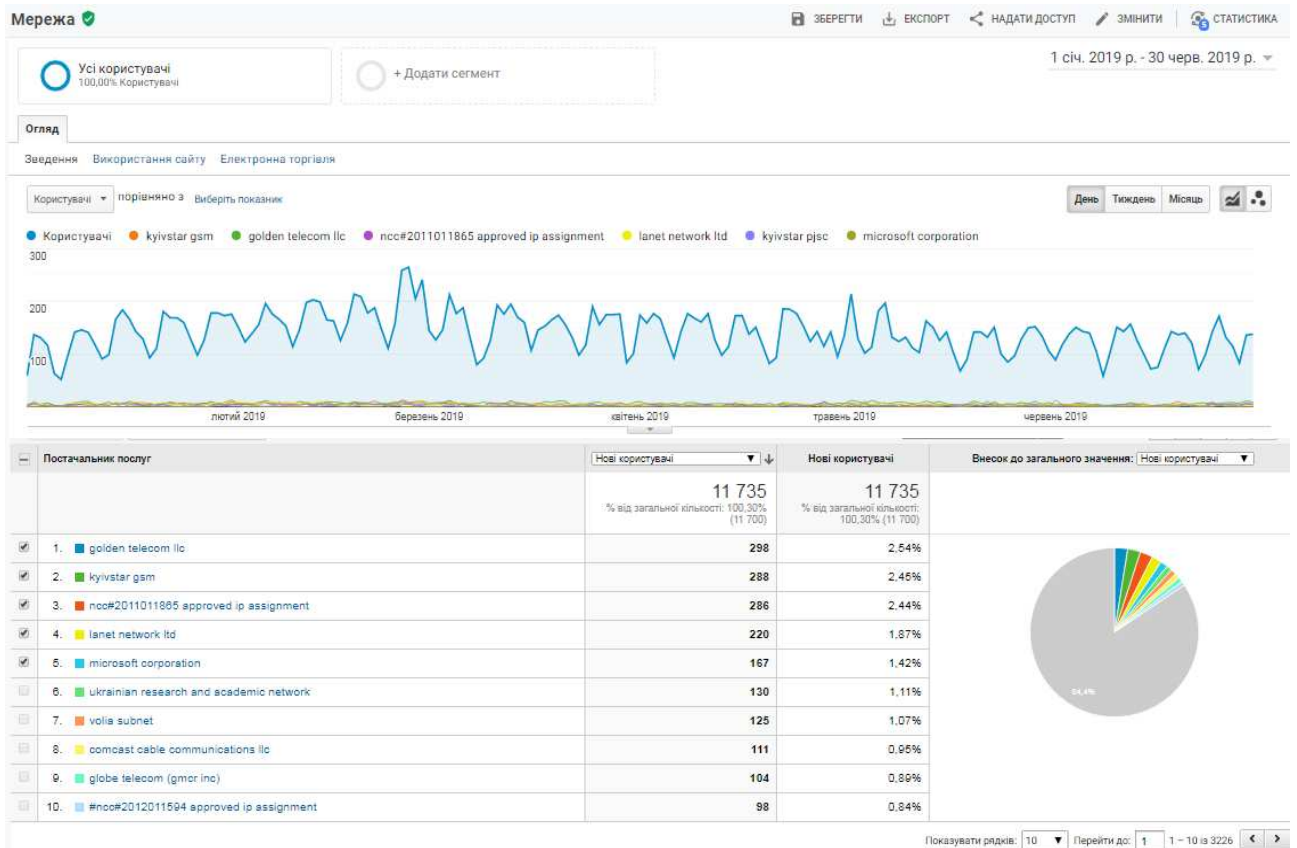 Мережа
ЗБЕРЕГТИ ЕКСПОРТ НАДАТИ ДОСТУП ЗМІНИТИ СТАТИСТИКА
1 січ. 2019 р. - 30 черв. 2019 р.
Усі користувачі
100,00% Користувачі
+ Додати сегмент
Огляд
Зведення Використання сайту Електронна торгівля
Користувачі порівняно з Виберіть показник
День Тиждень Місяць
Користувачі kyivstar gsm golden telecom llc ncc#2011011865 approved ip assignment lanet network ltd kyivstar pjsc microsoft corporation
300
200
100
лютий 2019 березень 2019 квітень 2019 травень 2019 червень 2019
Постачальник послуг Нові користувачі Нові користувачі Внесок до загального значення: Нові користувачі
11 735 11 735
% від загальної кількості: 100,30% (11 700) % від загальної кількості: 100,30% (11 700)
1. golden telecom llc 298 2,54%
2. kyivstar gsm 288 2,45%
3. ncc#2011011865 approved ip assignment 286 2,44%
4. lanet network ltd 220 1,87%
5. microsoft corporation 167 1,42%
6. ukrainian research and academic network 130 1,11%
7. volia subnet 125 1,07%
8. comcast cable communications llc 111 0,95%
9. globe telecom (gmcr inc) 104 0,89%
10. #ncc#2012011594 approved ip assignment 98 0,84%
84,4%
Показувати рядків: 10 Перейти до: 1 1 – 10 із 3226